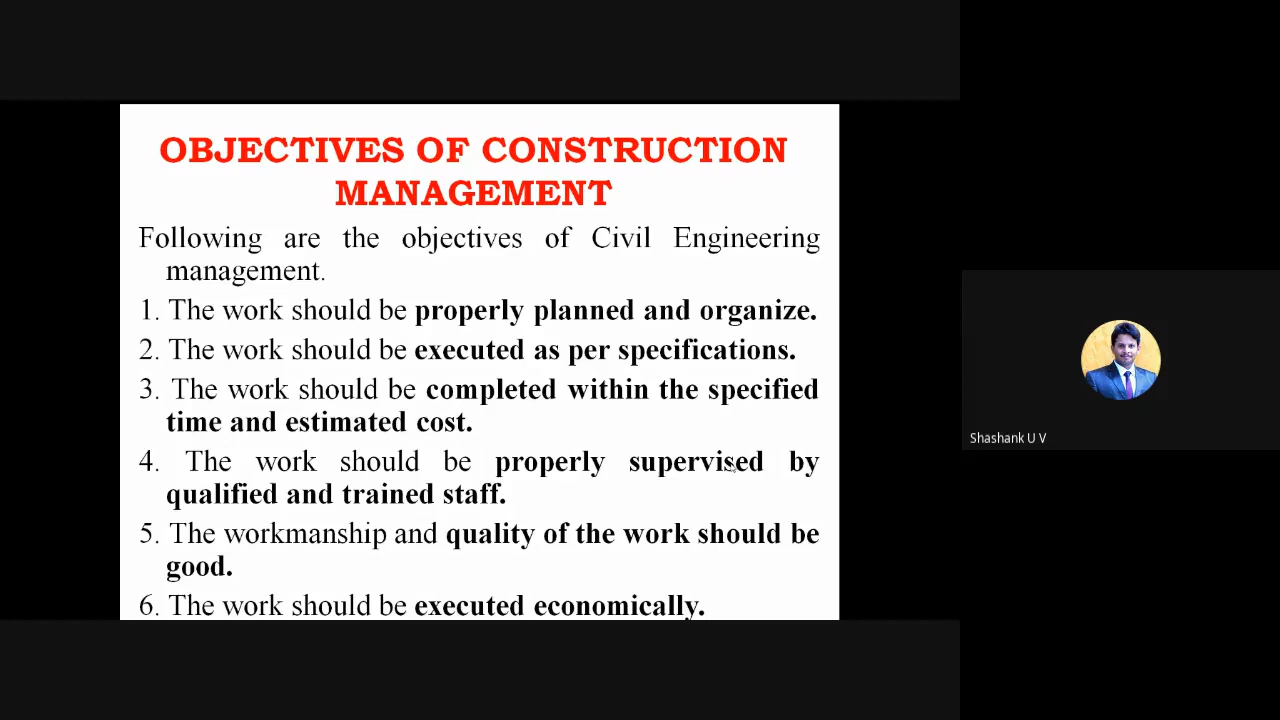 OBJECTIVES OF CONSTRUCTION
MANAGEMENT
Following are the objectives of Civil Engineering
management.
1. The work should be properly planned and organize.
2. The work should be executed as per specifications.
3. The work should be completed within the specified
time and estimated cost.
4. The work should be properly supervised by
qualified and trained staff.
5. The workmanship and quality of the work should be
good.
6. The work should be executed economically.
Shashank U V